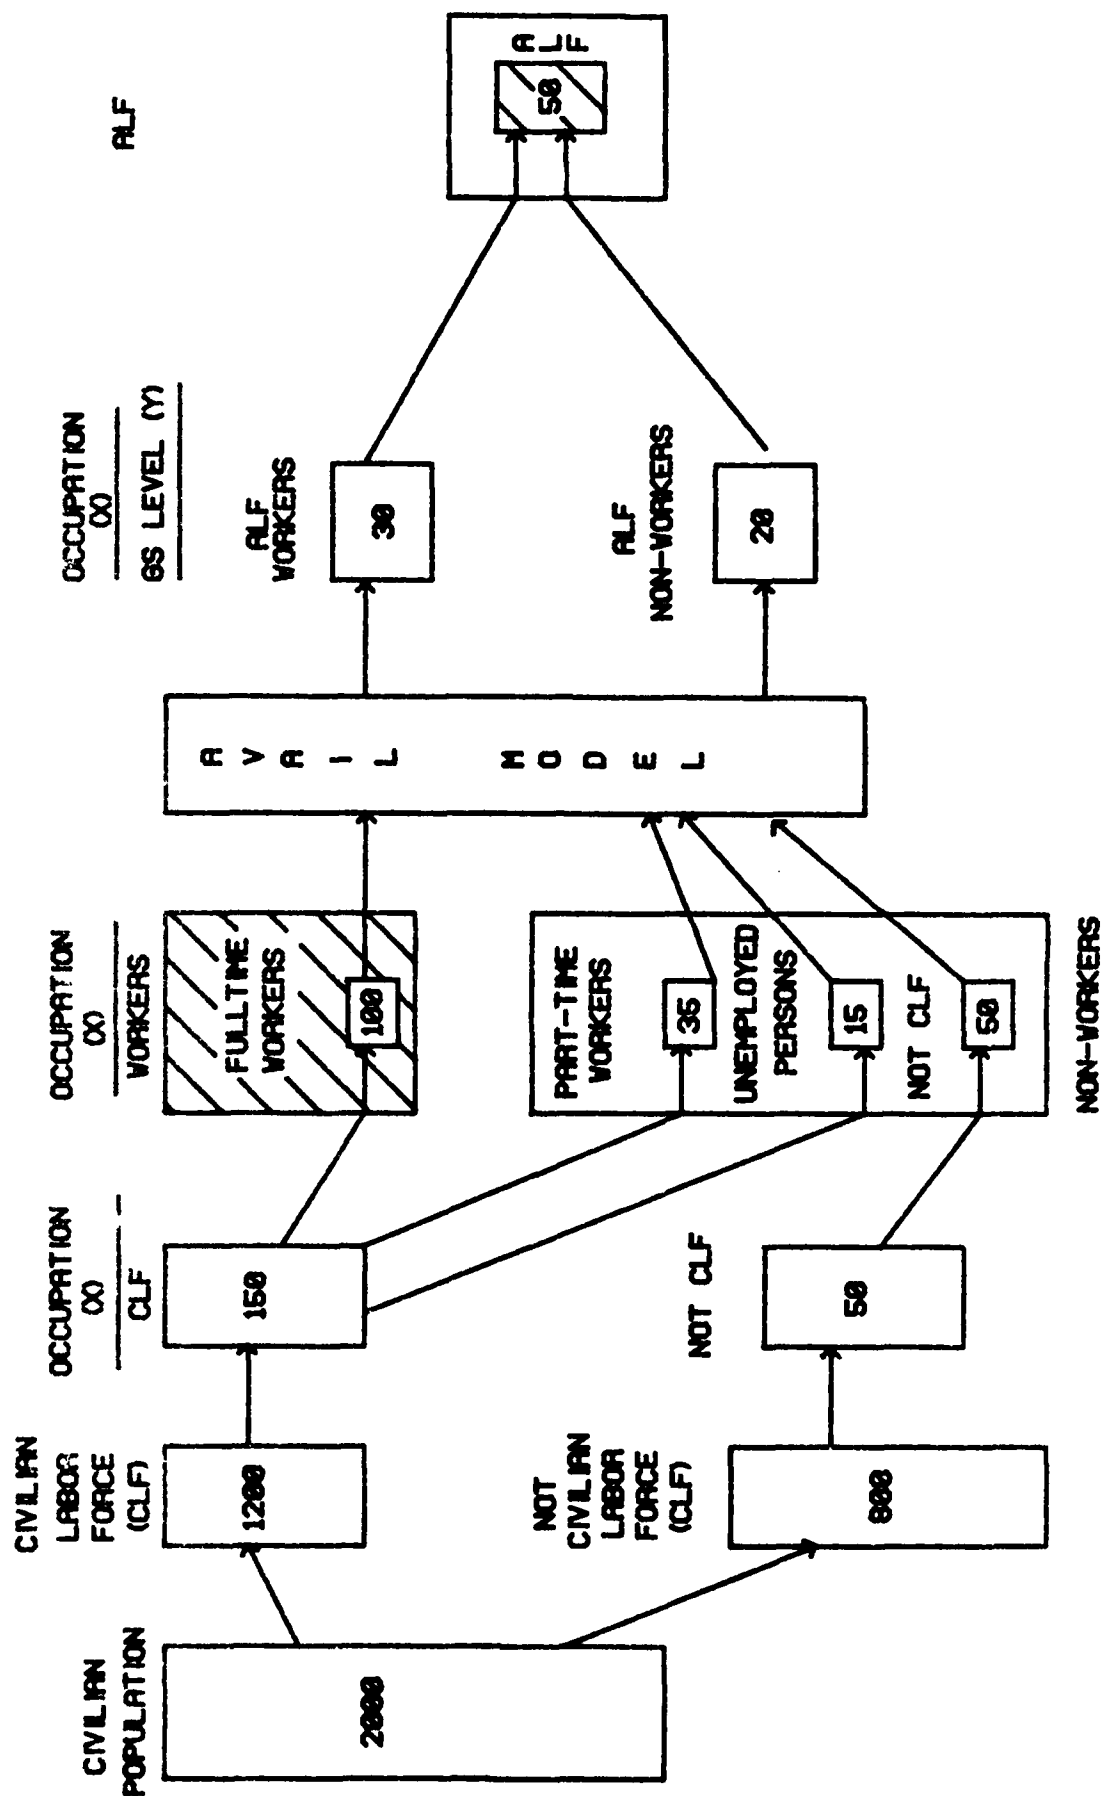 CIVILIAN
POPULATION
2000
CIVILIAN
LABOR
FORCE
(CLF)
1200
NOT
CIVILIAN
LABOR
FORCE
(CLF)
800
OCCUPATION
(X)
CLF
150
NOT CLF
50
OCCUPATION
(X)
WORKERS
FULLTIME
WORKERS
100
PART-TIME
WORKERS
35
UNEMPLOYED
PERSONS
15
NOT CLF
50
NON-WORKERS
AVAIL MODEL
OCCUPATION
(X)
GS LEVEL (Y)
ALF
WORKERS
30
ALF
NON-WORKERS
20
ALF
50
ALF